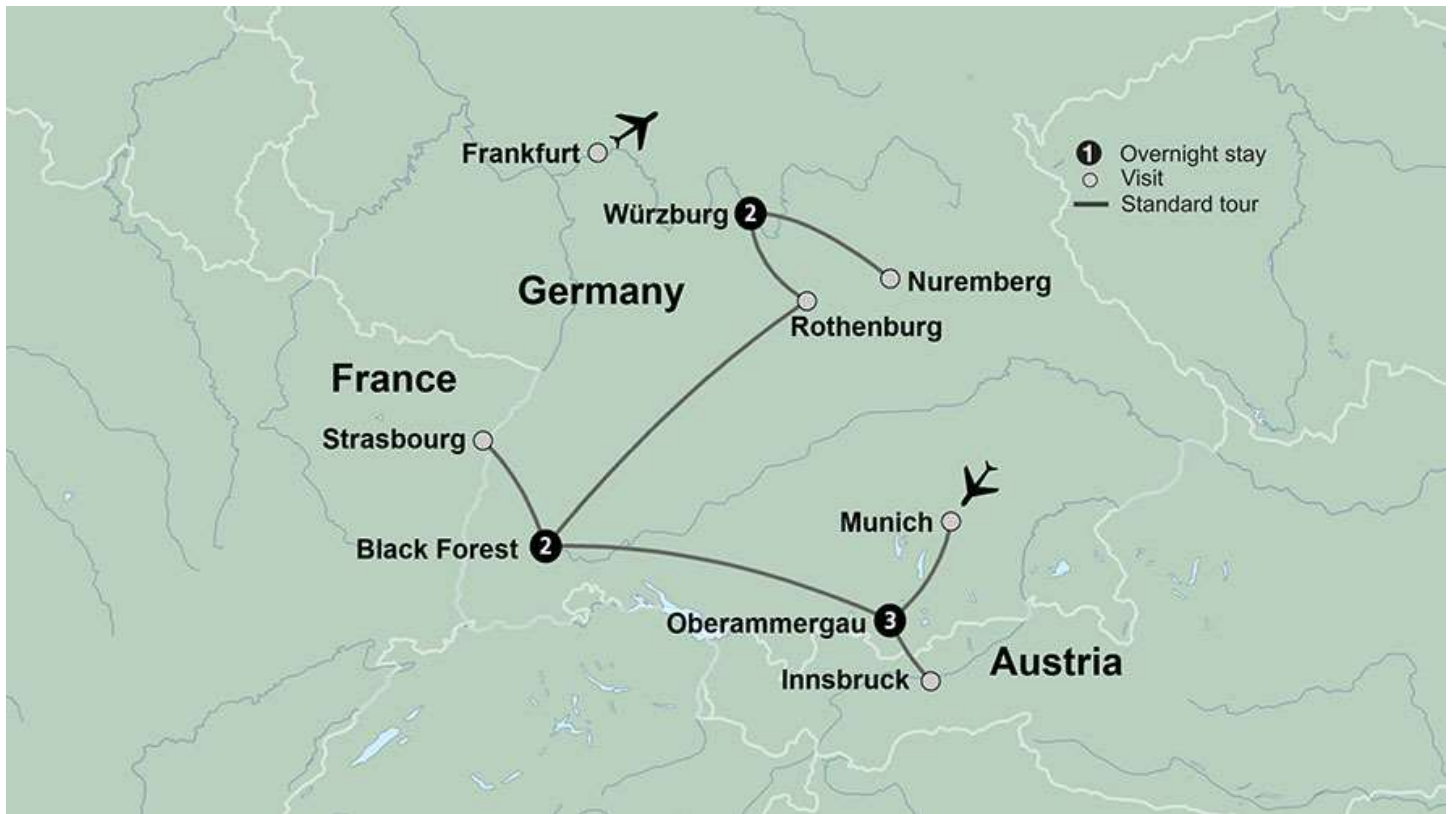 Frankfurt
1 Overnight stay
Visit
Standard tour
Würzburg 2
Germany
Nuremberg
Rothenburg
France
Strasbourg
Munich
Black Forest 2
Oberammergau 3
Austria
Innsbruck